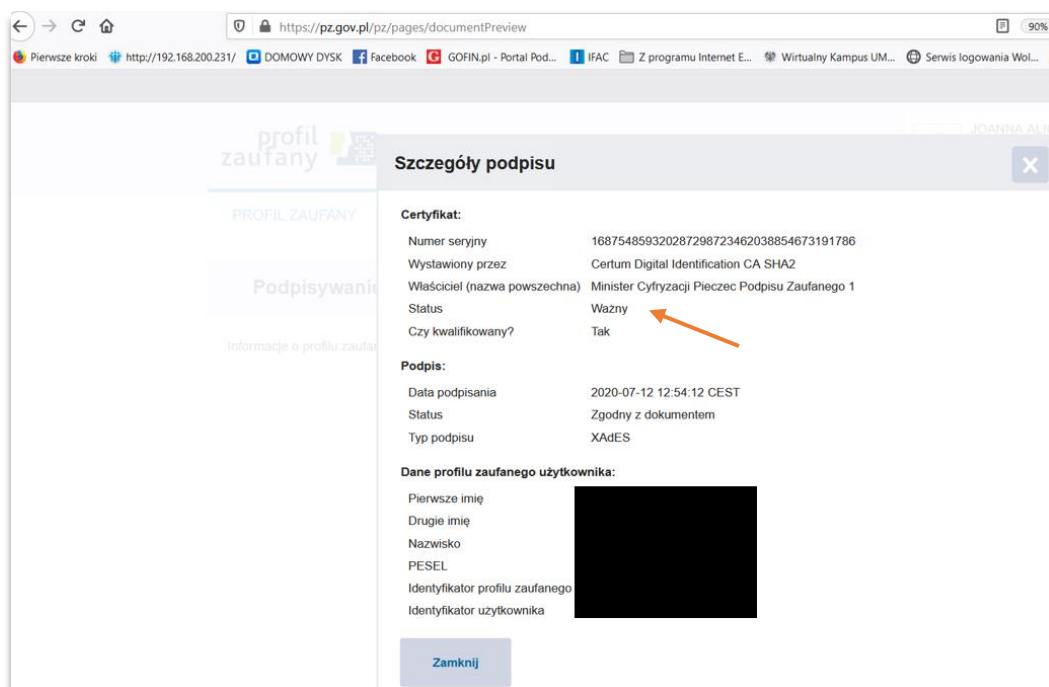 https://pz.gov.pl/pz/pages/documentPreview 90%
Pierwsze kroki http://192.168.200.231/ DOMOWY DYSK Facebook GOFIN.pl - Portal Pod... IFAC Z programu Internet E... Wirtualny Kampus UM... Serwis logowania Wol...
profil
zaufany
JOANNA ALI
Szczegóły podpisu
PROFIL ZAUFANY
Podpisywanie
Informacje o profilu zaufan
Certyfikat:
Numer seryjny 168754859320287298723462038854673191786
Wystawiony przez Certum Digital Identification CA SHA2
Właściciel (nazwa powszechna) Minister Cyfryzacji Pieczec Podpisu Zaufanego 1
Status Ważny
Czy kwalifikowany? Tak
Podpis:
Data podpisania 2020-07-12 12:54:12 CEST
Status Zgodny z dokumentem
Typ podpisu XAdES
Dane profilu zaufanego użytkownika:
Pierwsze imię
Drugie imię
Nazwisko
PESEL
Identyfikator profilu zaufanego
Identyfikator użytkownika
Zamknij